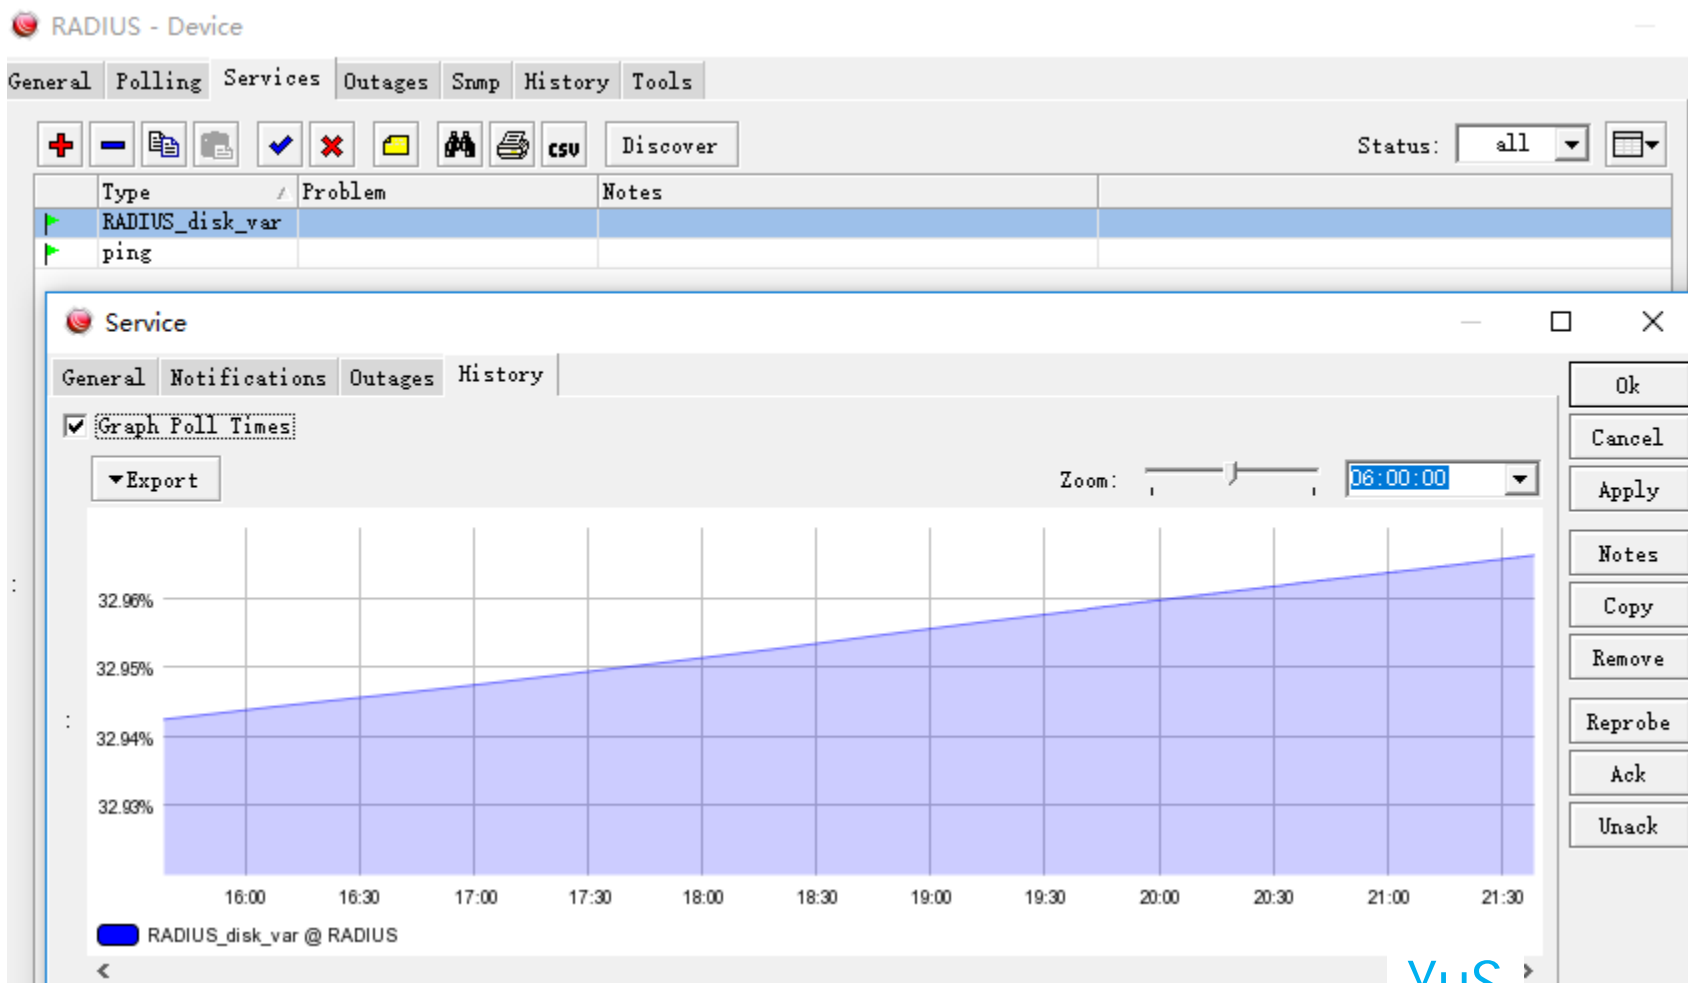 RADIUS - Device
General Polling Services Outages Snmp History Tools
csv Discover Status: all
Type Problem Notes
RADIUS_disk_var
ping
Service
General Notifications Outages History
Ok
Graph Poll Times
Cancel
Export Zoom: 06:00:00
Apply
Notes
32.96%
Copy
32.95%
Remove
32.94%
Reprobe
Ack
32.93%
Unack
16:00 16:30 17:00 17:30 18:00 18:30 19:00 19:30 20:00 20:30 21:00 21:30
RADIUS_disk_var @ RADIUS